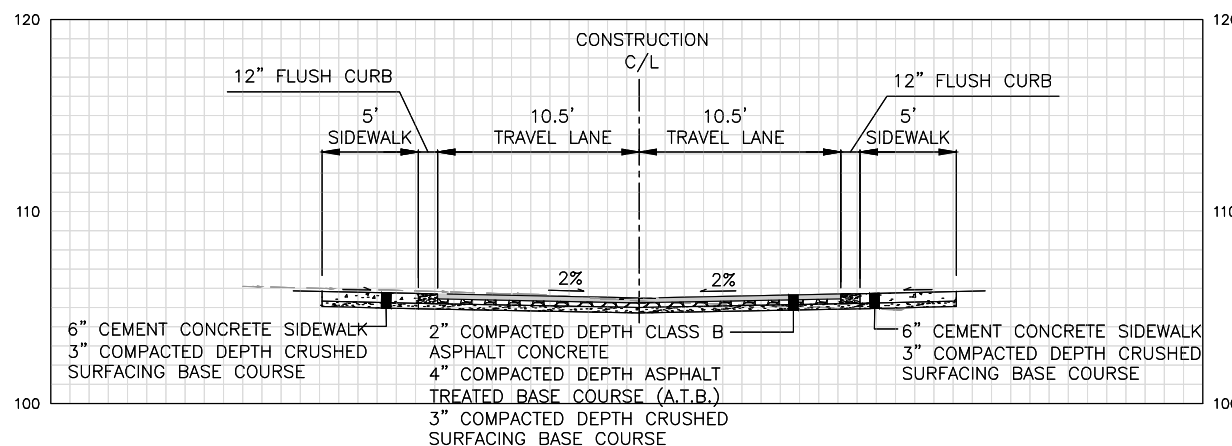 120
120
CONSTRUCTION
C/L
12” FLUSH CURB
12” FLUSH CURB
5’
SIDEWALK
10.5’
TRAVEL LANE
10.5’
TRAVEL LANE
5’
SIDEWALK
110
110
2%
2%
6” CEMENT CONCRETE SIDEWALK
3” COMPACTED DEPTH CRUSHED
SURFACING BASE COURSE
2” COMPACTED DEPTH CLASS B
ASPHALT CONCRETE
4” COMPACTED DEPTH ASPHALT
TREATED BASE COURSE (A.T.B.)
3” COMPACTED DEPTH CRUSHED
SURFACING BASE COURSE
6” CEMENT CONCRETE SIDEWALK
3” COMPACTED DEPTH CRUSHED
SURFACING BASE COURSE
100
100